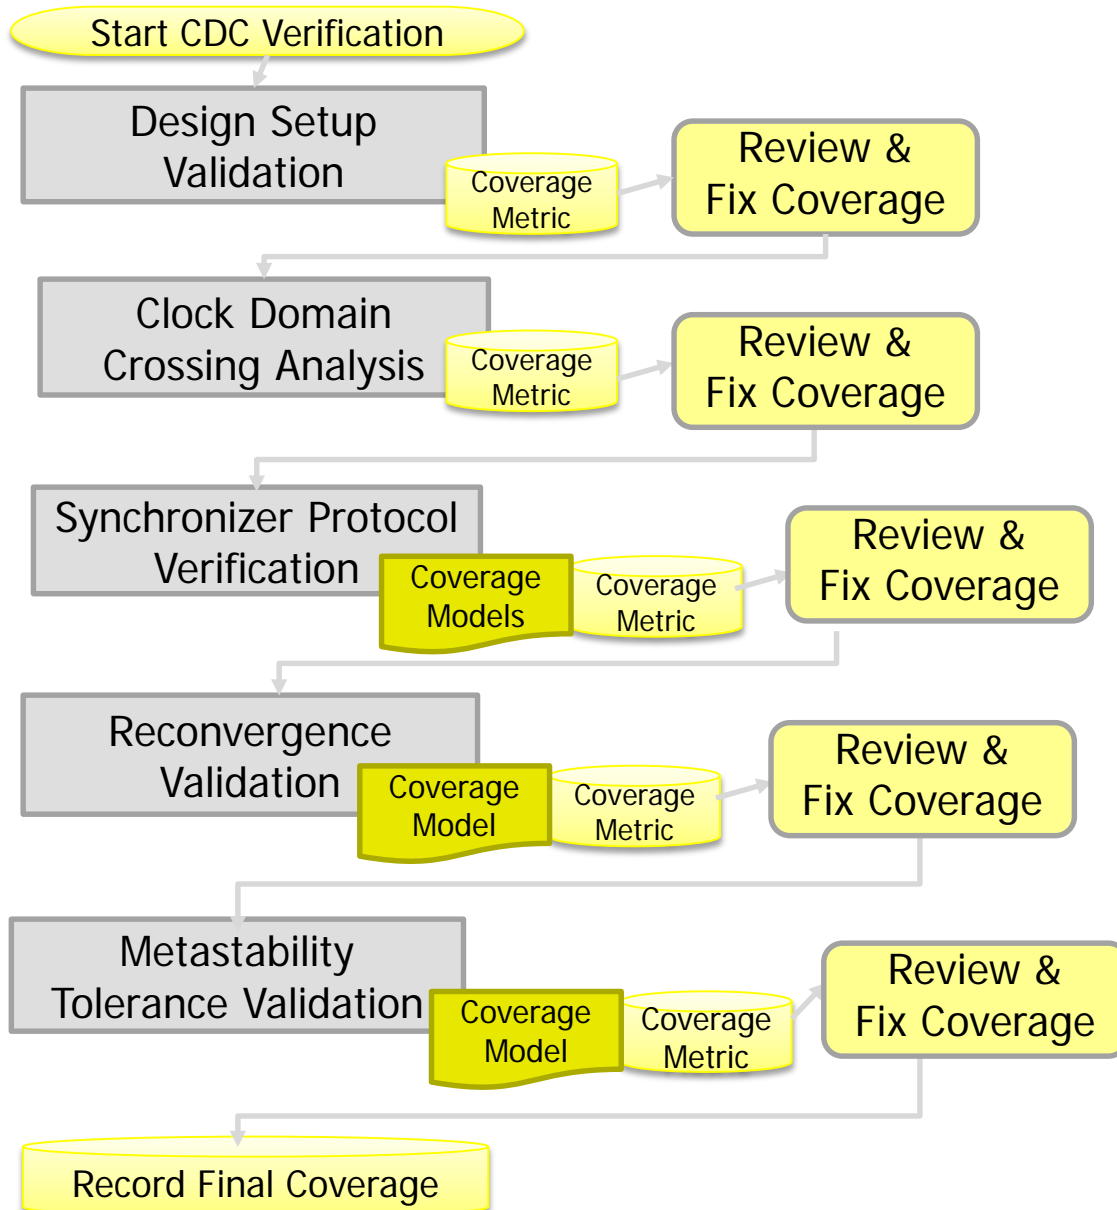 Start CDC Verification
Design Setup
Validation
Coverage
Metric
Review &
Fix Coverage
Clock Domain
Crossing Analysis
Coverage
Metric
Review &
Fix Coverage
Synchronizer Protocol
Verification
Coverage
Models
Coverage
Metric
Review &
Fix Coverage
Reconvergence
Validation
Coverage
Model
Coverage
Metric
Review &
Fix Coverage
Metastability
Tolerance Validation
Coverage
Model
Coverage
Metric
Review &
Fix Coverage
Record Final Coverage